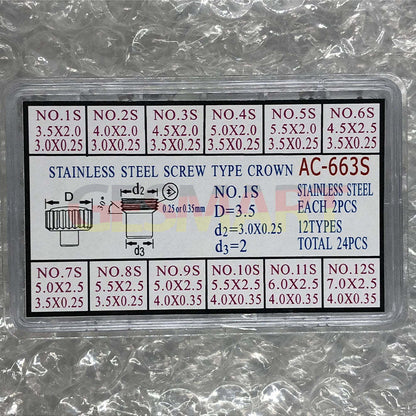 NO.1S NO.2S NO.3S NO.4S NO.5S NO.6S
3.5X2.0 4.0X2.0 4.5X2.0 5.0X2.0 5.5X2.0 4.5X2.5
3.0X0.25 3.0X0.25 3.5X0.25 3.5X0.25 3.5X0.25 3.5X0.25
STAINLESS STEEL SCREW TYPE CROWN AC-663S
D
30°
d2
0.25 or 0.35mm
d3
NO.1S
D=3.5
d2=3.0X0.25
d3=2
STAINLESS STEEL
EACH 2PCS
12TYPES
TOTAL 24PCS
NO.7S NO.8S NO.9S NO.10S NO.11S NO.12S
5.0X2.5 5.5X2.5 5.0X2.5 5.5X2.5 6.0X2.5 7.0X2.5
3.5X0.25 3.5X0.25 4.0X0.35 4.0X0.35 4.0X0.35 4.0X0.35